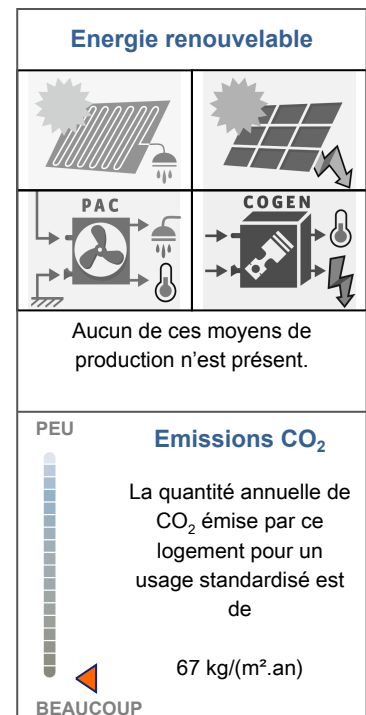 Energie renouvelable
PAC
COGEN
Aucun de ces moyens de
production n'est présent.
PEU
Emissions CO₂
La quantité annuelle de
CO₂ émise par ce
logement pour un
usage standardisé est
de
67 kg/(m².an)
BEAUCOUP